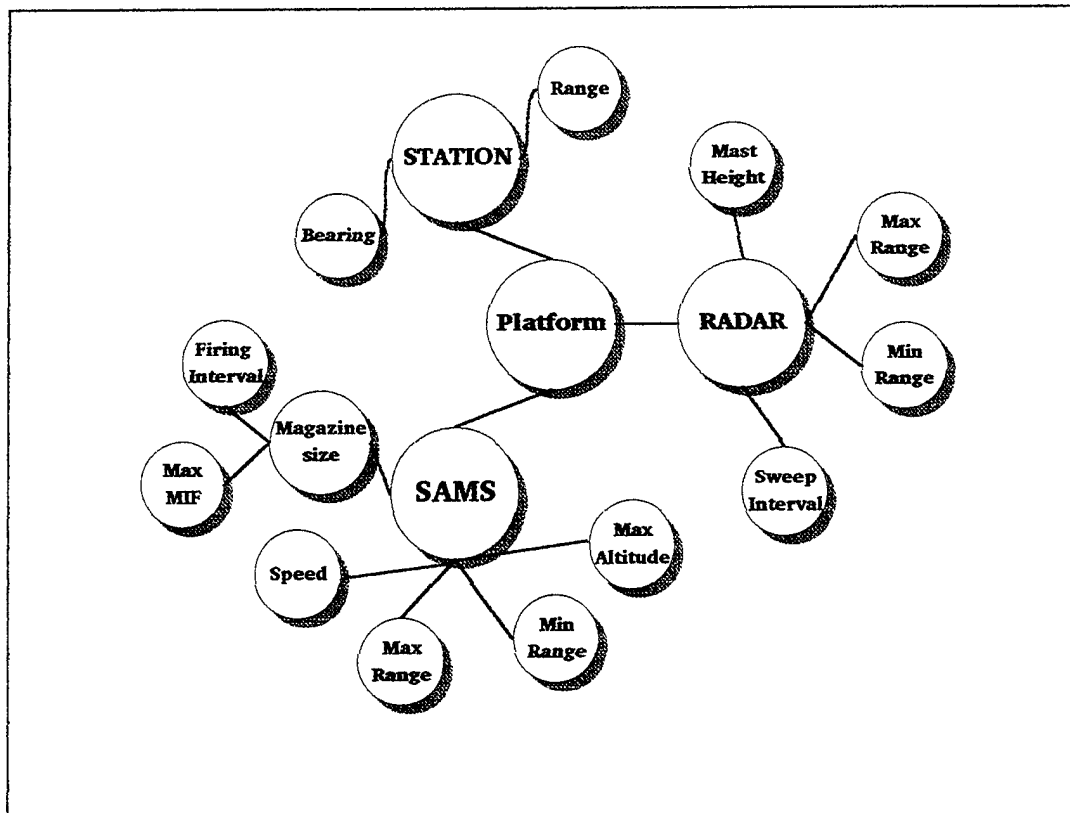 Range
STATION
Mast
Height
Bearing
Max
Range
Platform
RADAR
Firing
Interval
Min
Range
Magazine
size
Max
MIF
SAMS
Sweep
Interval
Max
Altitude
Speed
Min
Range
Max
Range